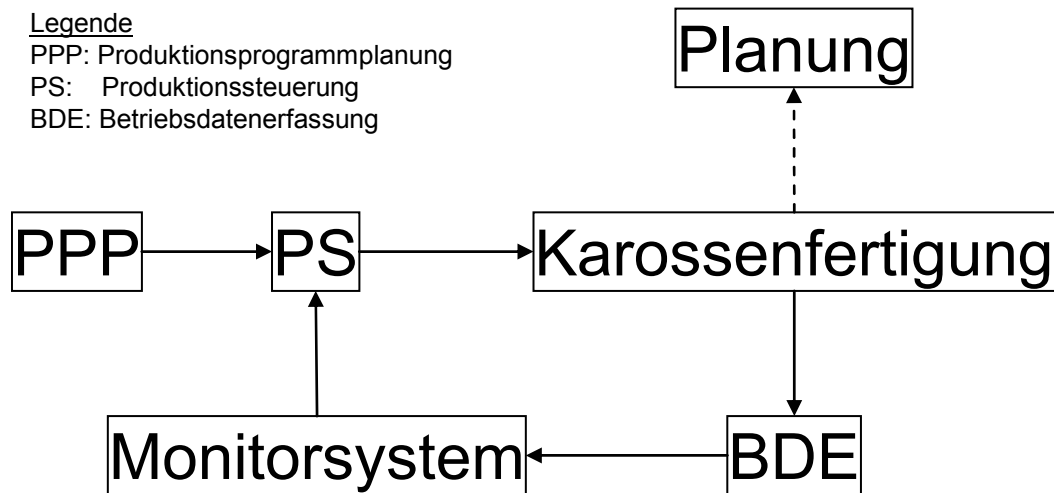 Legende
PPP: Produktionsprogrammplanung
PS: Produktionssteuerung
BDE: Betriebsdatenerfassung
Planung
PPP
PS
Karossenfertigung
Monitorsystem
BDE